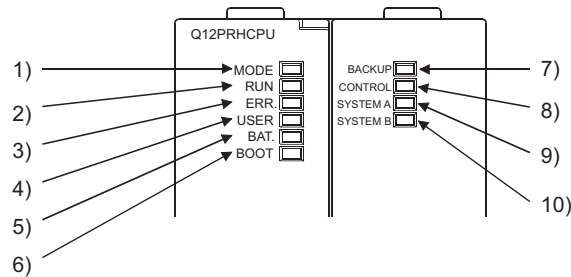 Q12PRHCPU
1) MODE
2) RUN
3) ERR.
4) USER
5) BAT.
6) BOOT
BACKUP 7)
CONTROL 8)
SYSTEM A 9)
SYSTEM B 10)